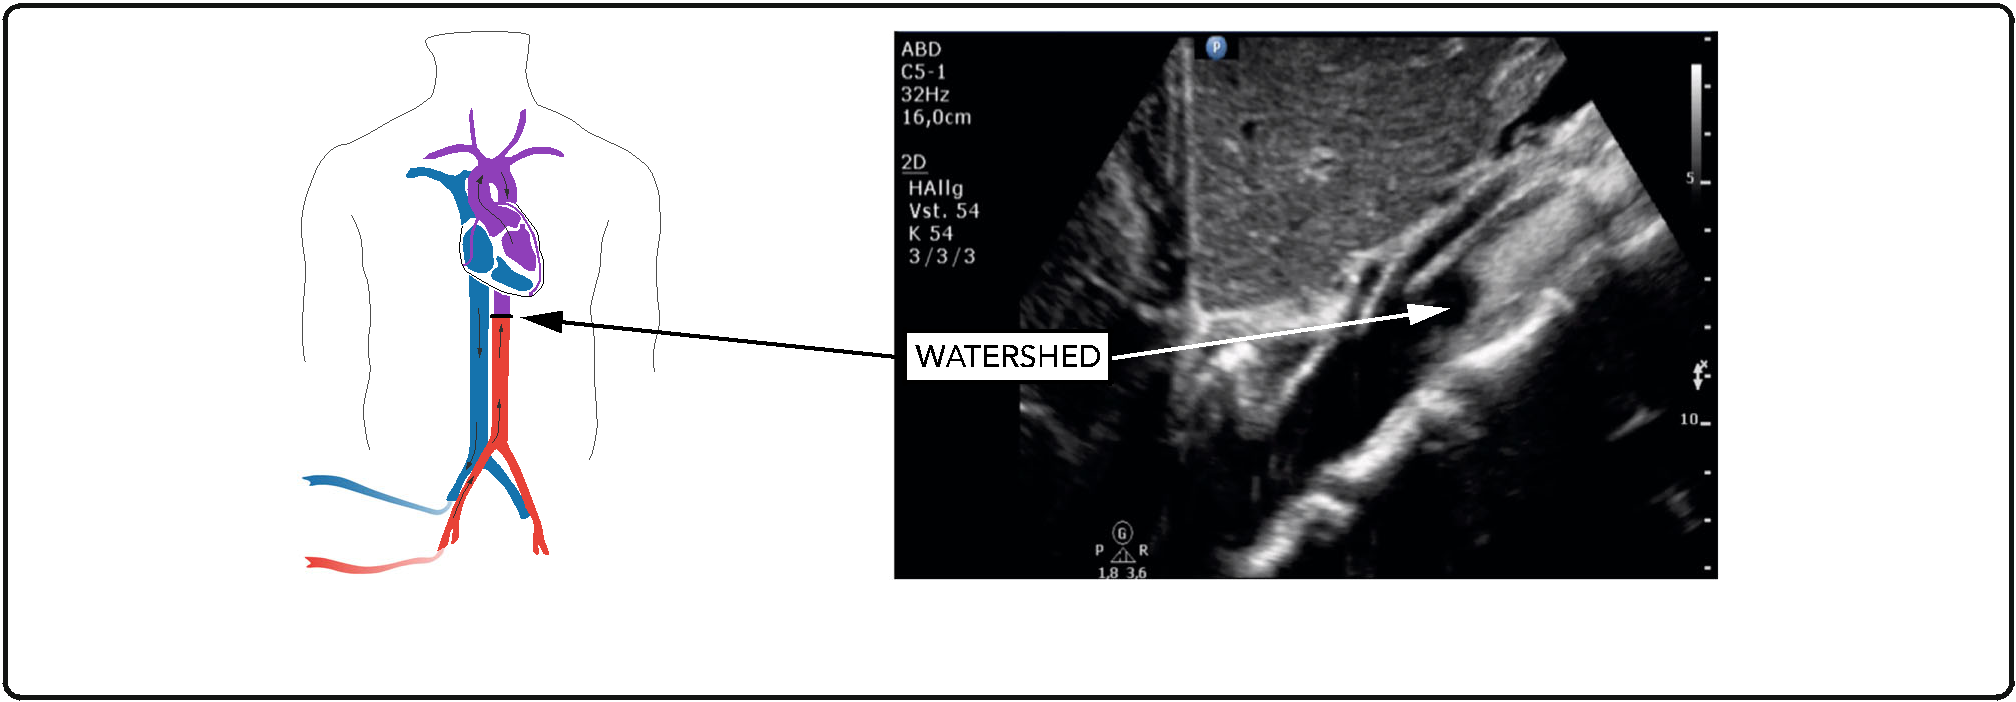 ABD
C5-1
32Hz
16,0cm
2D
HAllg
Vst. 54
K 54
3/3/3
P
5
10
x
WATERSHED
G
P R
1,8 3,6